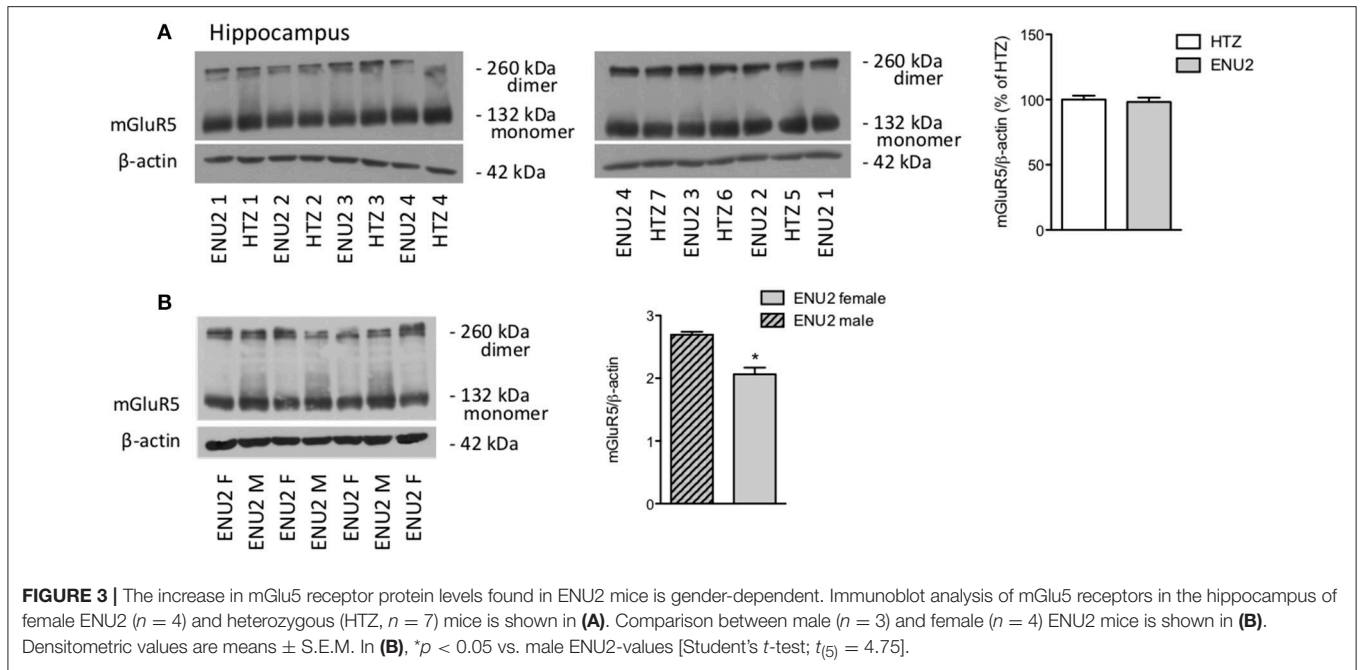 A
Hippocampus
- 260 kDa
dimer
mGluR5
- 132 kDa
monomer
β-actin
- 42 kDa
ENU2 1
HTZ 1
ENU2 2
HTZ 2
ENU2 3
HTZ 3
ENU2 4
HTZ 4
- 260 kDa
dimer
- 132 kDa
monomer
- 42 kDa
ENU2 4
HTZ 7
ENU2 3
HTZ 6
ENU2 2
HTZ 5
ENU2 1
mGluR5/β-actin (% of HTZ)
150
100
50
0
HTZ
ENU2
B
- 260 kDa
dimer
mGluR5
- 132 kDa
monomer
β-actin
- 42 kDa
ENU2 F
ENU2 M
ENU2 F
ENU2 M
ENU2 F
ENU2 M
ENU2 F
mGluR5/β-actin
3
2
1
0
*
ENU2 female
ENU2 male
FIGURE 3 | The increase in mGlu5 receptor protein levels found in ENU2 mice is gender-dependent. Immunoblot analysis of mGlu5 receptors in the hippocampus of
female ENU2 (n = 4) and heterozygous (HTZ, n = 7) mice is shown in (A). Comparison between male (n = 3) and female (n = 4) ENU2 mice is shown in (B).
Densitometric values are means ± S.E.M. In (B), *p < 0.05 vs. male ENU2-values [Student's t-test; t(5) = 4.75].